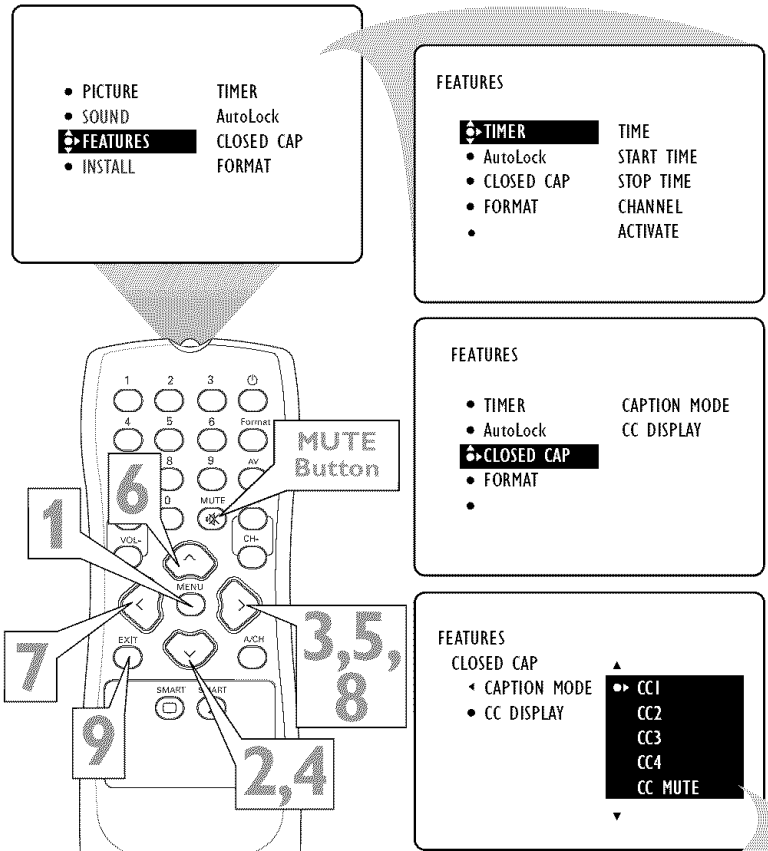 PICTURE TIMER
SOUND AutoLock
FEATURES CLOSED CAP
INSTALL FORMAT
FEATURES
TIMER TIME
AutoLock START TIME
CLOSED CAP STOP TIME
FORMAT CHANNEL
ACTIVATE
FEATURES
TIMER CAPTION MODE
AutoLock CC DISPLAY
CLOSED CAP
FORMAT
FEATURES
CLOSED CAP
CAPTION MODE CC1
CC DISPLAY CC2
CC3
CC4
CC MUTE
1 2 3
4 5 6 Format
8 9 AV
0 MUTE
MUTE
Button
6
1
VOL- CH-
MENU
7
3,5,
8
EXIT A/CH
SMART SMART
9
2,4